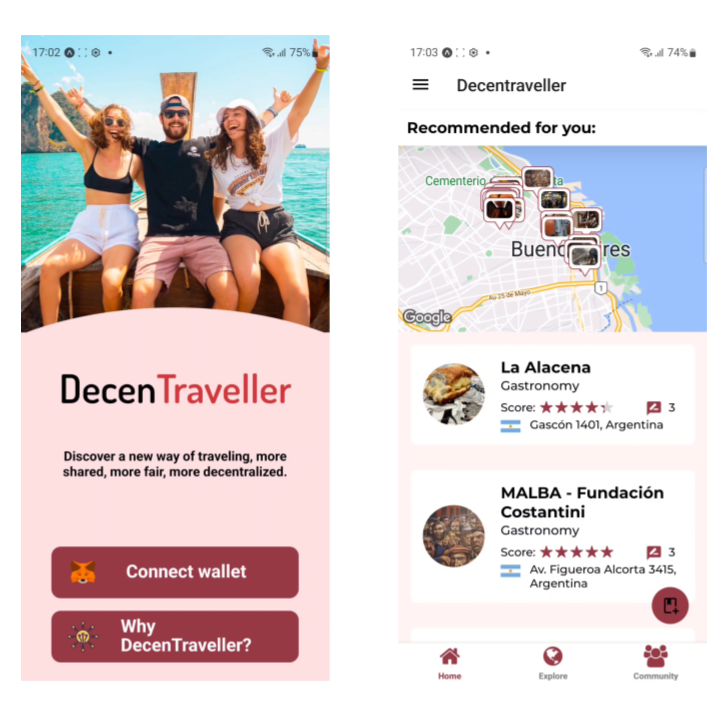 17:02
75%
DecenTraveller
Discover a new way of traveling, more
shared, more fair, more decentralized.
Connect wallet
Why
DecenTraveller?
17:03
74%
Decentraveller
Recommended for you:
Cementerio
ta
Buen res
Au 25 de Mayo
1
Google
La Alacena
Gastronomy
Score: 3
Gascón 1401, Argentina
MALBA - Fundación
Costantini
Gastronomy
Score: 3
Av. Figueroa Alcorta 3415,
Argentina
Home
Explore
Community